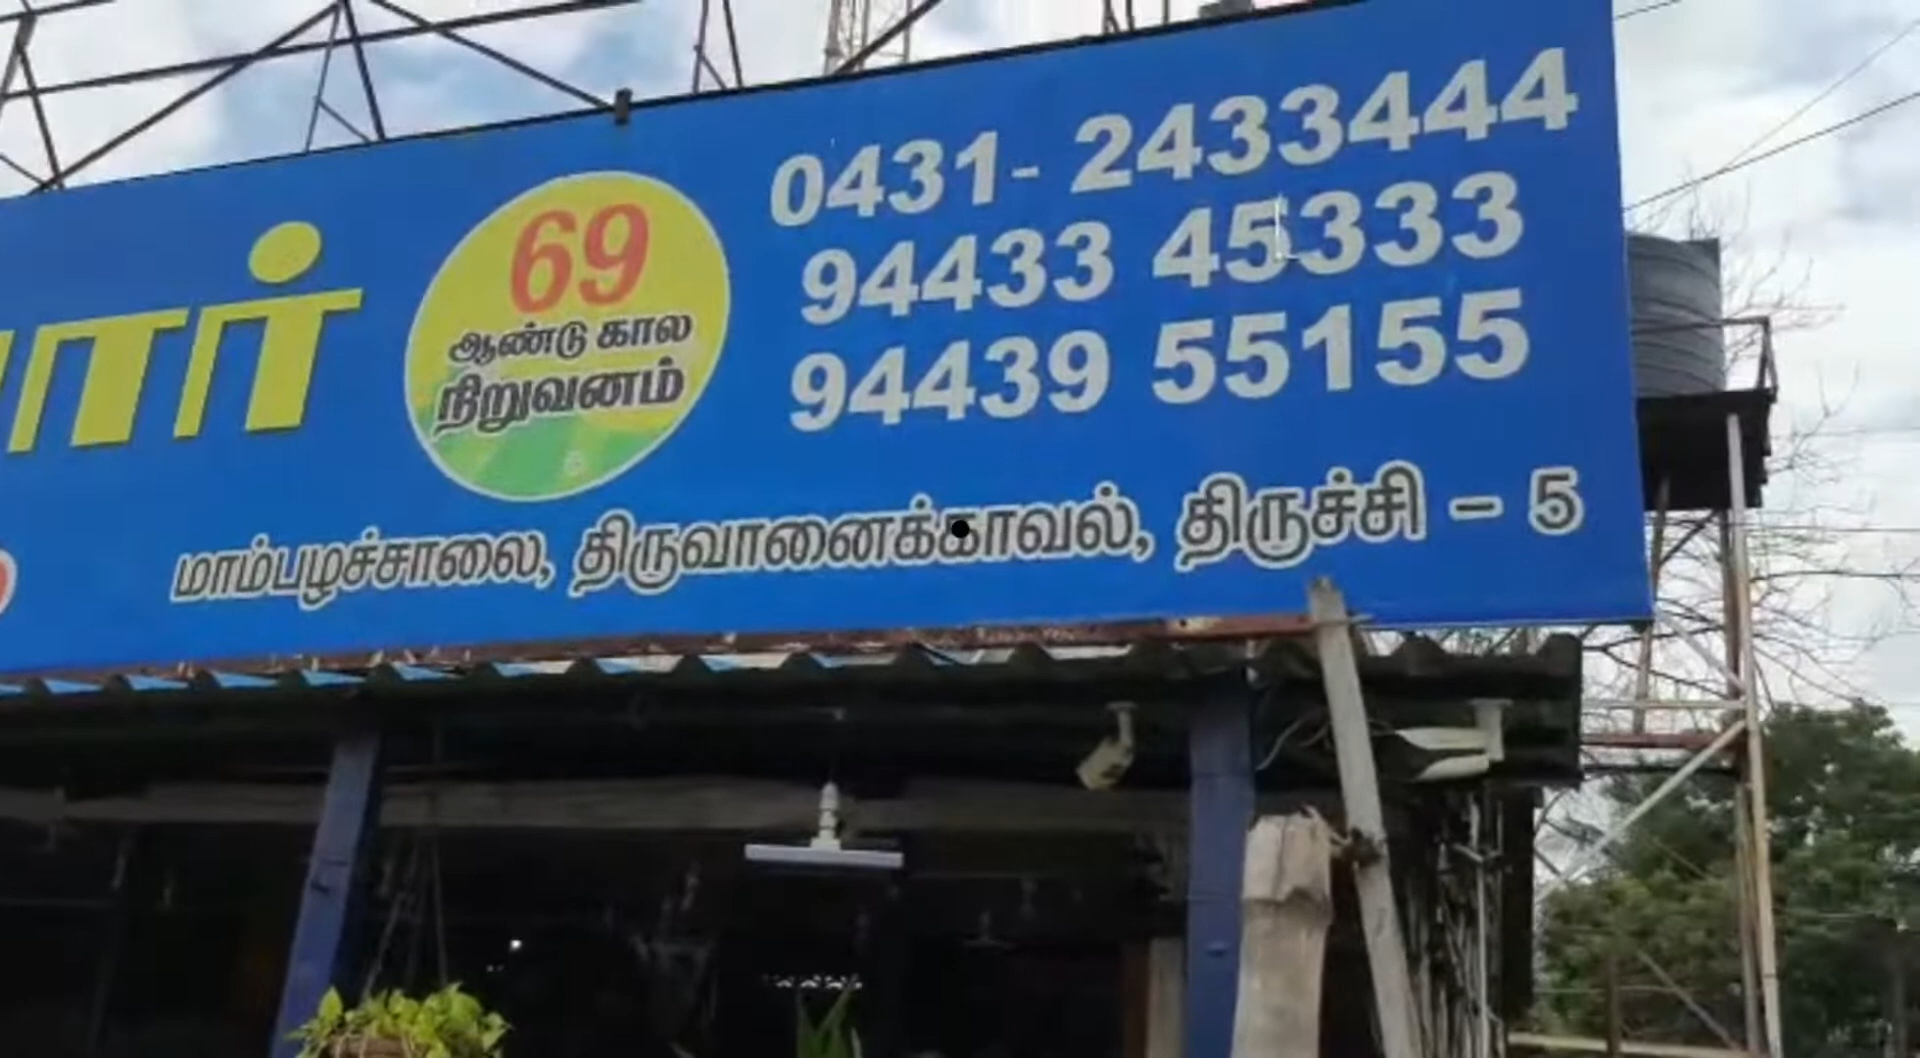 69
ஆண்டு கால
நிறுவனம்
0431- 2433444
94433 45333
94439 55155
மாம்பழச்சாலை, திருவானைக்காவல், திருச்சி - 5